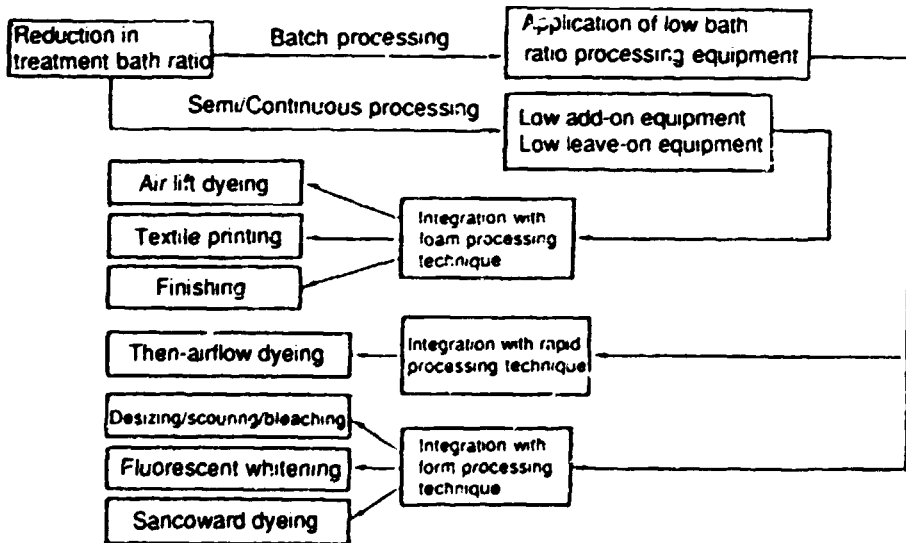 Reduction in
treatment bath ratio
Batch processing
Application of low bath
ratio processing equipment
Semi/Continuous processing
Low add-on equipment
Low leave-on equipment
Air lift dyeing
Textile printing
Finishing
Integration with
foam processing
technique
Then-airflow dyeing
Integration with rapid
processing technique
Desizing/scouring/bleaching
Fluorescent whitening
Sancoward dyeing
Integration with
form processing
technique